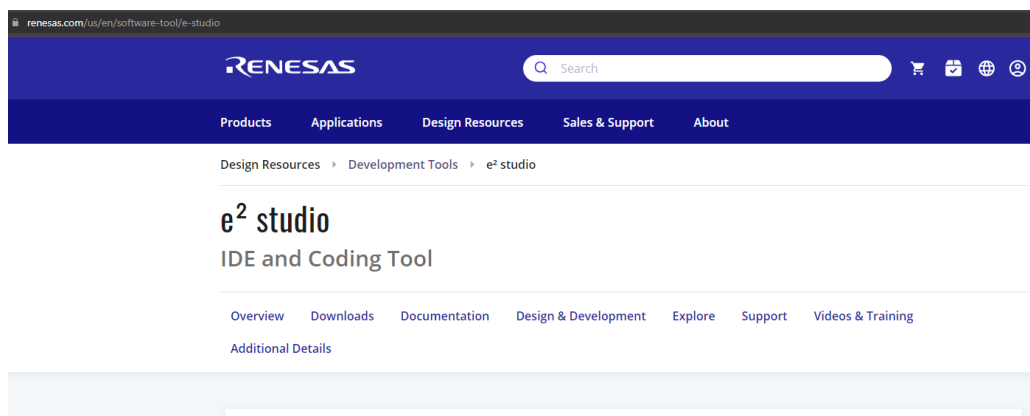 renesas.com/us/en/software-tool/e-studio
RENESAS
Search
Products Applications Design Resources Sales & Support About
Design Resources Development Tools e² studio
e² studio
IDE and Coding Tool
Overview Downloads Documentation Design & Development Explore Support Videos & Training
Additional Details